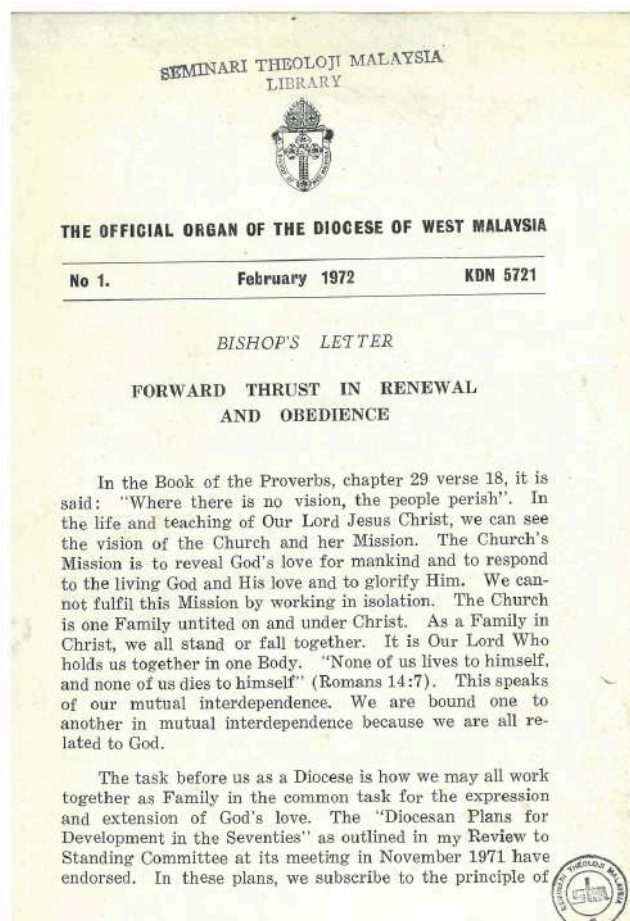 SEMINARI THEOLOJI MALAYSIA
LIBRARY
THE OFFICIAL ORGAN OF THE DIOCESE OF WEST MALAYSIA
No 1. February 1972 KDN 5721
BISHOP'S LETTER
FORWARD THRUST IN RENEWAL
AND OBEDIENCE
In the Book of the Proverbs, chapter 29 verse 18, it is
said: "Where there is no vision, the people perish". In
the life and teaching of Our Lord Jesus Christ, we can see
the vision of the Church and her Mission. The Church's
Mission is to reveal God's love for mankind and to respond
to the living God and His love and to glorify Him. We can-
not fulfil this Mission by working in isolation. The Church
is one Family untited on and under Christ. As a Family in
Christ, we all stand or fall together. It is Our Lord Who
holds us together in one Body. "None of us lives to himself,
and none of us dies to himself" (Romans 14:7). This speaks
of our mutual interdependence. We are bound one to
another in mutual interdependence because we are all re-
lated to God.
The task before us as a Diocese is how we may all work
together as Family in the common task for the expression
and extension of God's love. The "Diocesan Plans for
Development in the Seventies" as outlined in my Review to
Standing Committee at its meeting in November 1971 have
endorsed. In these plans, we subscribe to the principle of
SEMINARI THEOLOJI MALAYSIA